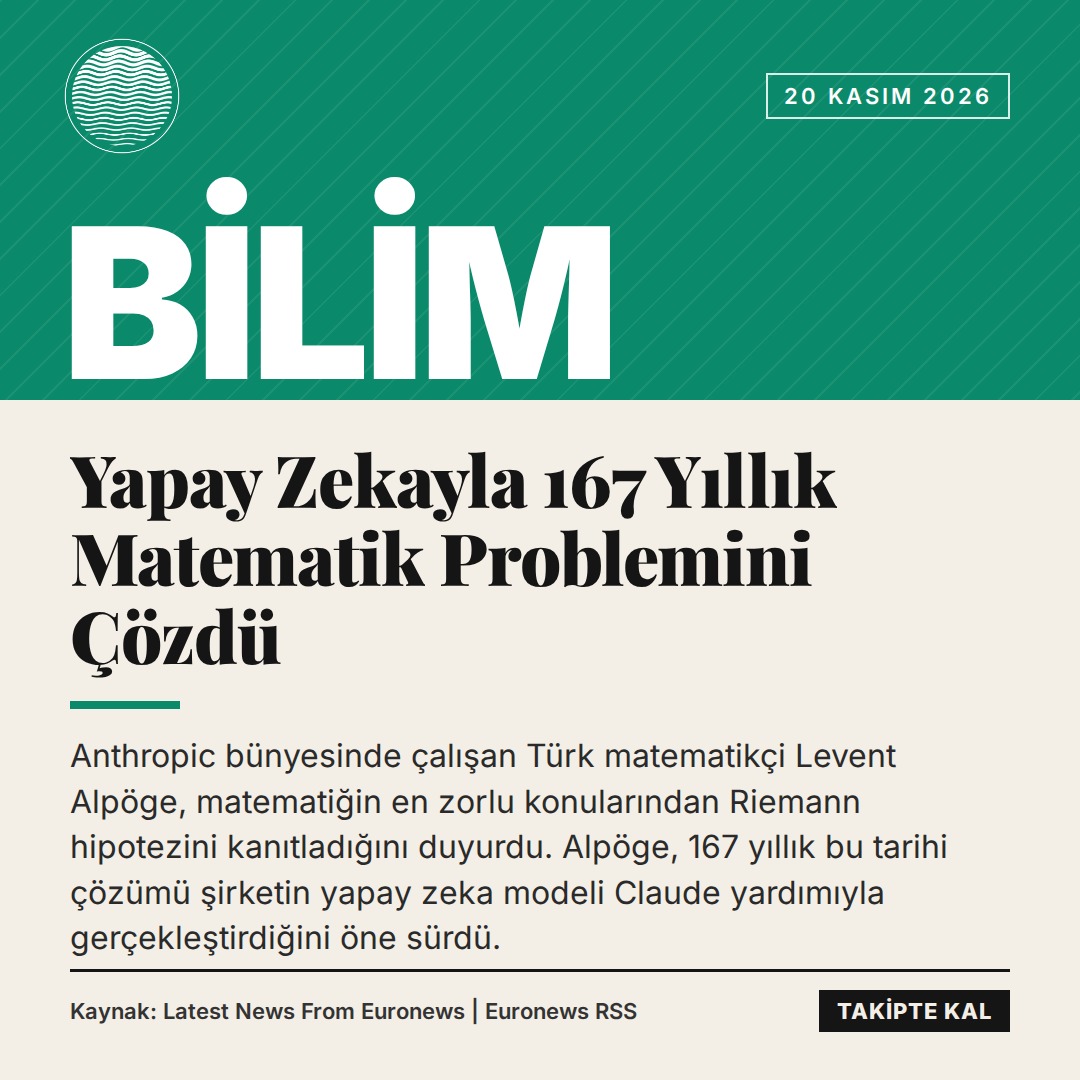 20 KASIM 2026
BİLİM
Yapay Zekayla 167 Yıllık
Matematik Problemini
Çözdü
Anthropic bünyesinde çalışan Türk matematikçi Levent
Alpöge, matematiğin en zorlu konularından Riemann
hipotezini kanıtladığını duyurdu. Alpöge, 167 yıllık bu tarihi
çözümü şirketin yapay zeka modeli Claude yardımıyla
gerçekleştirdiğini öne sürdü.
Kaynak: Latest News From Euronews | Euronews RSS
TAKİPTE KAL